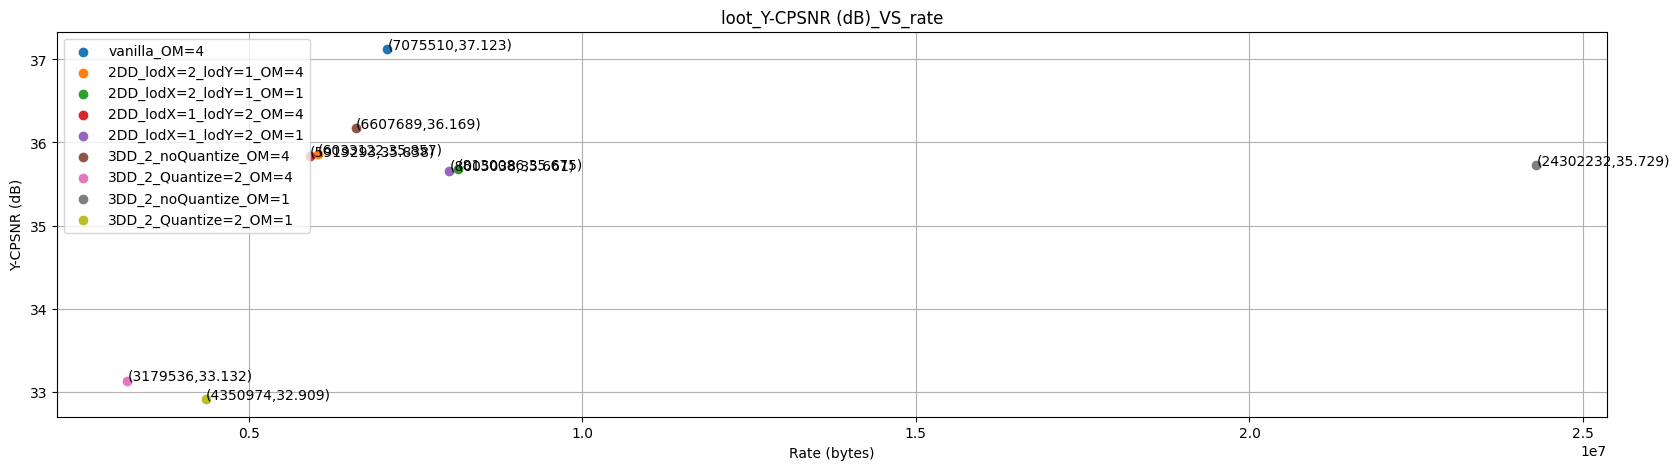 loot_Y-CPSNR (dB)_VS_rate
vanilla_OM=4
2DD_lodX=2_lodY=1_OM=4
2DD_lodX=2_lodY=1_OM=1
2DD_lodX=1_lodY=2_OM=4
2DD_lodX=1_lodY=2_OM=1
3DD_2_noQuantize_OM=4
3DD_2_Quantize=2_OM=4
3DD_2_noQuantize_OM=1
3DD_2_Quantize=2_OM=1
(7075510,37.123)
(6607689,36.169)
(6033122,35.857)
(24302232,35.729)
(3179536,33.132)
(4350974,32.909)
Y-CPSNR (dB)
37
36
35
34
33
0.5
1.0
1.5
2.0
2.5
1e7
Rate (bytes)